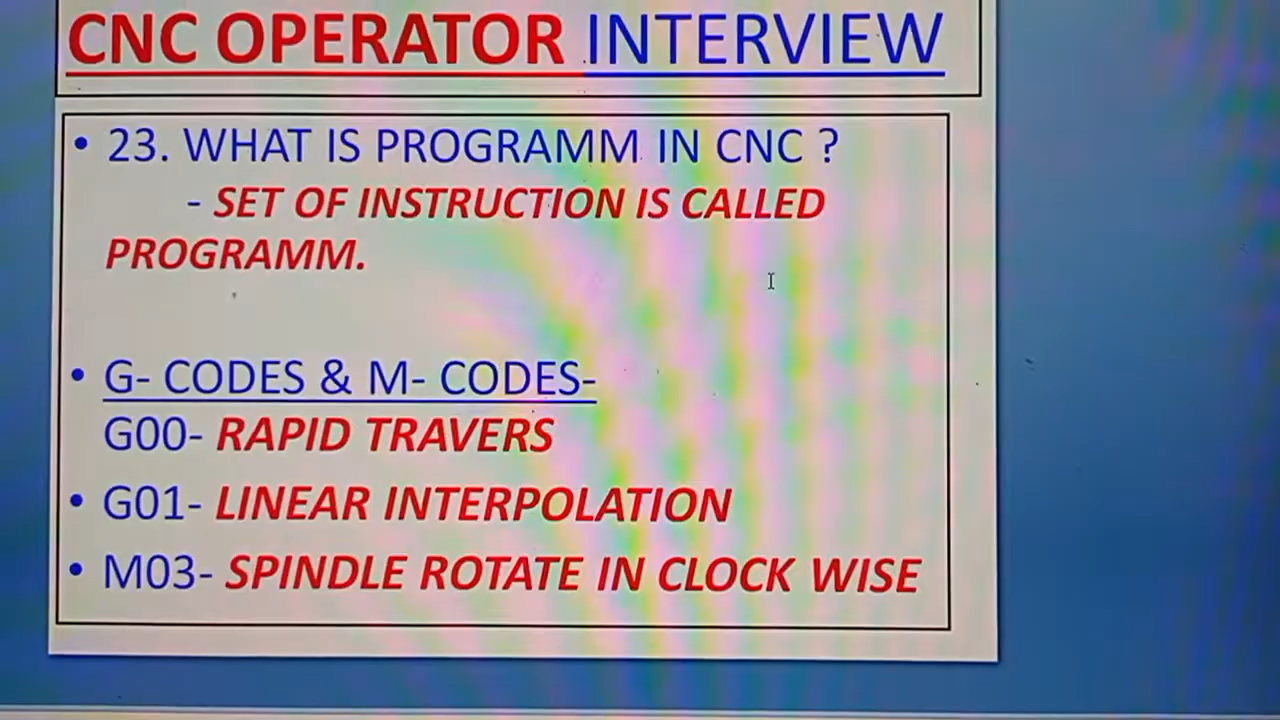 CNC OPERATOR INTERVIEW
• 23. WHAT IS PROGRAMM IN CNC ?
- SET OF INSTRUCTION IS CALLED
PROGRAMM.
• G- CODES & M- CODES-
G00- RAPID TRAVERS
• G01- LINEAR INTERPOLATION
• M03- SPINDLE ROTATE IN CLOCK WISE